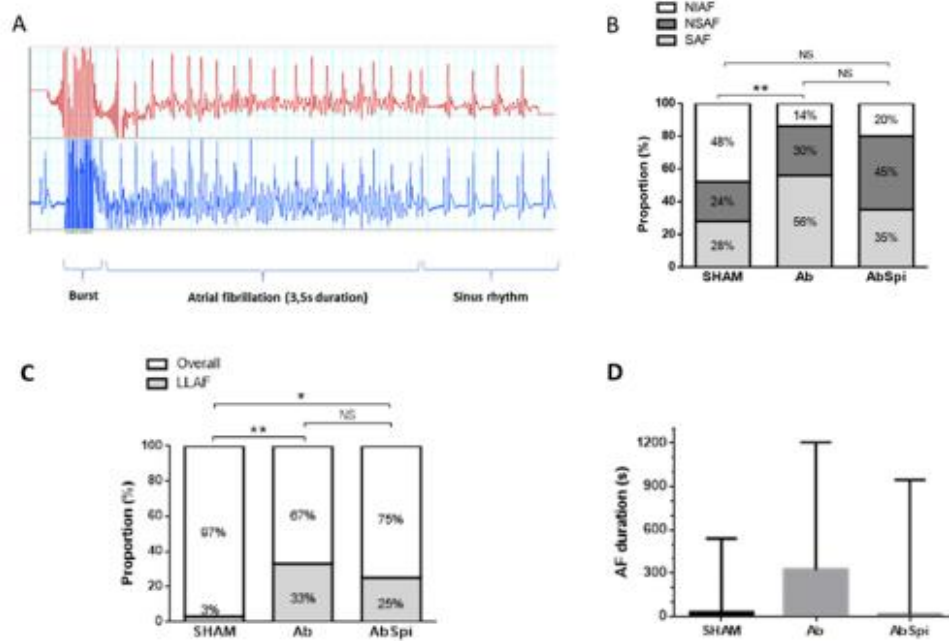 A
Burst
Atrial fibrillation (3,5s duration)
Sinus rhythm
B
NIAF
NSAF
SAF
NS
NS
**
Proportion (%)
100
80
60
40
20
0
48%
24%
28%
14%
30%
56%
20%
45%
35%
SHAM
Ab
AbSpi
C
Overall
LLAF
*
NS
**
Proportion (%)
100
80
60
40
20
0
97%
3%
67%
33%
75%
25%
SHAM
Ab
AbSpi
D
AF duration (s)
1200
900
600
300
0
SHAM
Ab
AbSpi